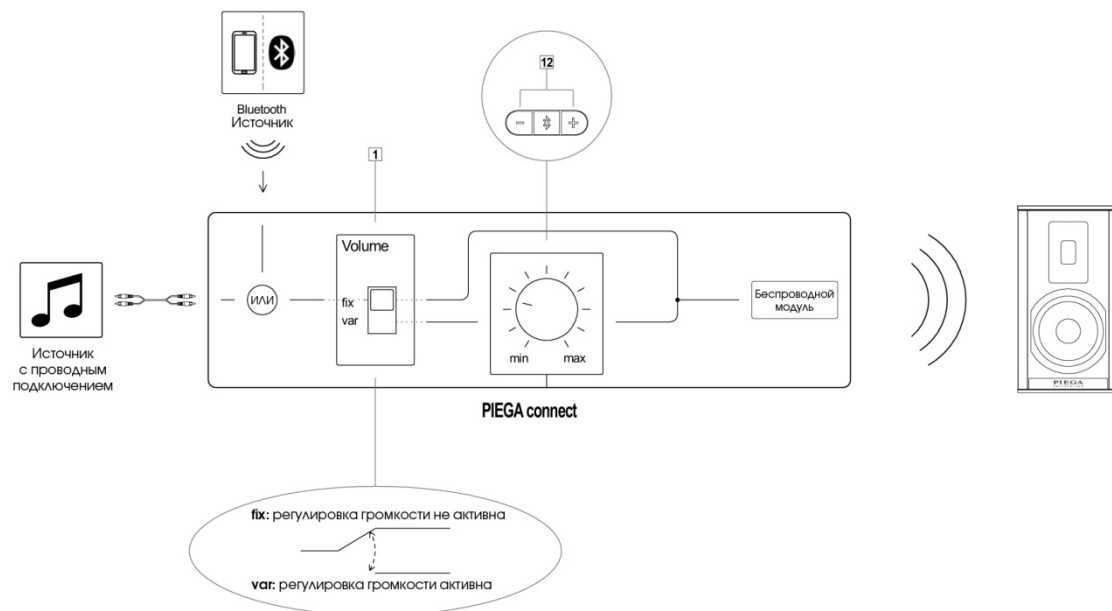 12
Bluetooth
Источник
1
Volume
fix
var
ИЛИ
min
max
Беспроводной
модуль
Источник
с проводным
подключением
PIEGA
PIEGA connect
fix: регулировка громкости не активна
var: регулировка громкости активна